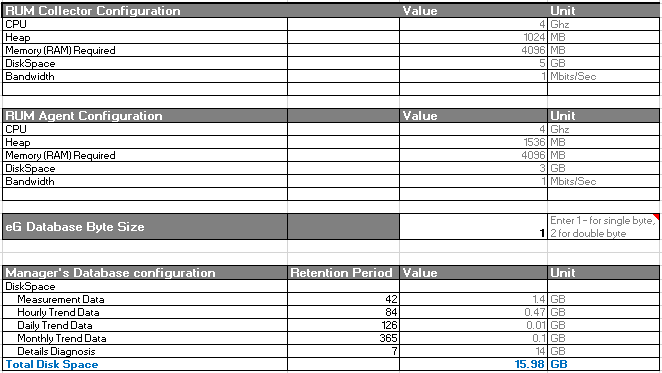 RUM Collector Configuration Value Unit
CPU 4 Ghz
Heap 1024 MB
Memory (RAM) Required 4096 MB
DiskSpace 5 GB
Bandwidth 1 Mbits/Sec
RUM Agent Configuration Value Unit
CPU 4 Ghz
Heap 1536 MB
Memory (RAM) Required 4096 MB
DiskSpace 3 GB
Bandwidth 1 Mbits/Sec
eG Database Byte Size 1 Enter 1 - for single byte,
2 for double byte
Manager's Database configuration Retention Period Value Unit
DiskSpace
Measurement Data 42 1.4 GB
Hourly Trend Data 84 0.47 GB
Daily Trend Data 126 0.01 GB
Monthly Trend Data 365 0.1 GB
Details Diagnosis 7 14 GB
Total Disk Space 15.98 GB